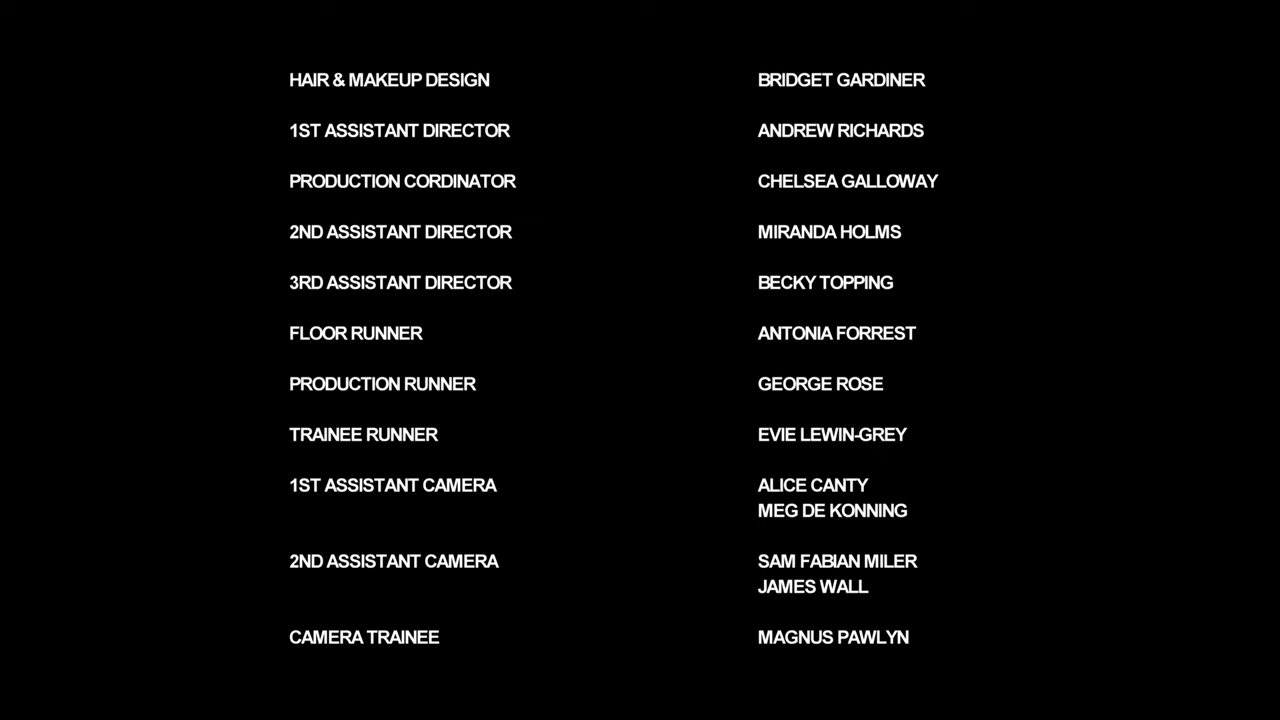 HAIR & MAKEUP DESIGN BRIDGET GARDINER
1ST ASSISTANT DIRECTOR ANDREW RICHARDS
PRODUCTION CORDINATOR CHELSEA GALLOWAY
2ND ASSISTANT DIRECTOR MIRANDA HOLMS
3RD ASSISTANT DIRECTOR BECKY TOPPING
FLOOR RUNNER ANTONIA FORREST
PRODUCTION RUNNER GEORGE ROSE
TRAINEE RUNNER EVIE LEWIN-GREY
1ST ASSISTANT CAMERA ALICE CANTY
MEG DE KONNING
2ND ASSISTANT CAMERA SAM FABIAN MILER
JAMES WALL
CAMERA TRAINEE MAGNUS PAWLYN